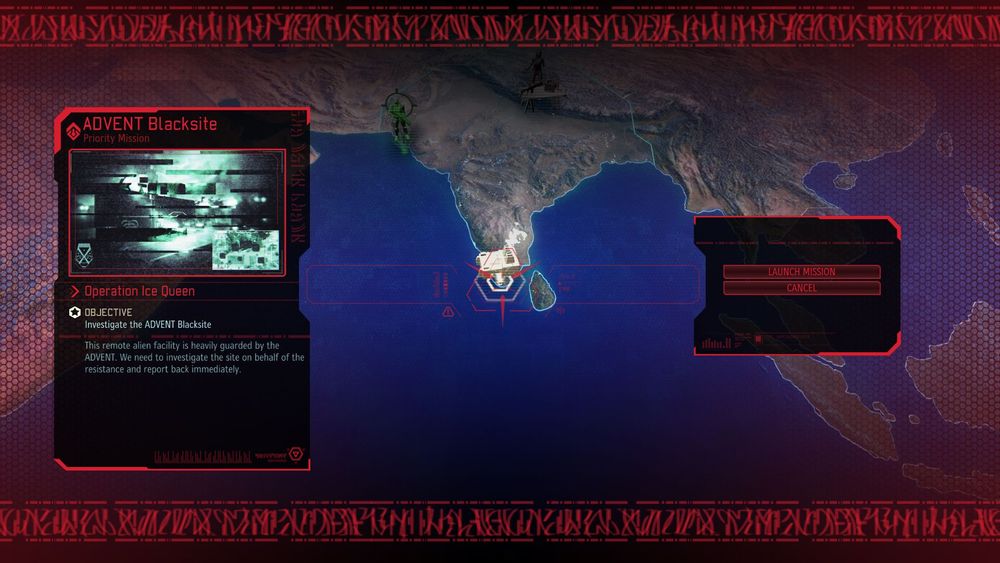 ADVENT Blacksite
Priority Mission
Operation Ice Queen
OBJECTIVE
Investigate the ADVENT Blacksite
This remote alien facility is heavily guarded by the
ADVENT. We need to investigate the site on behalf of the
resistance and report back immediately.
LAUNCH MISSION
CANCEL